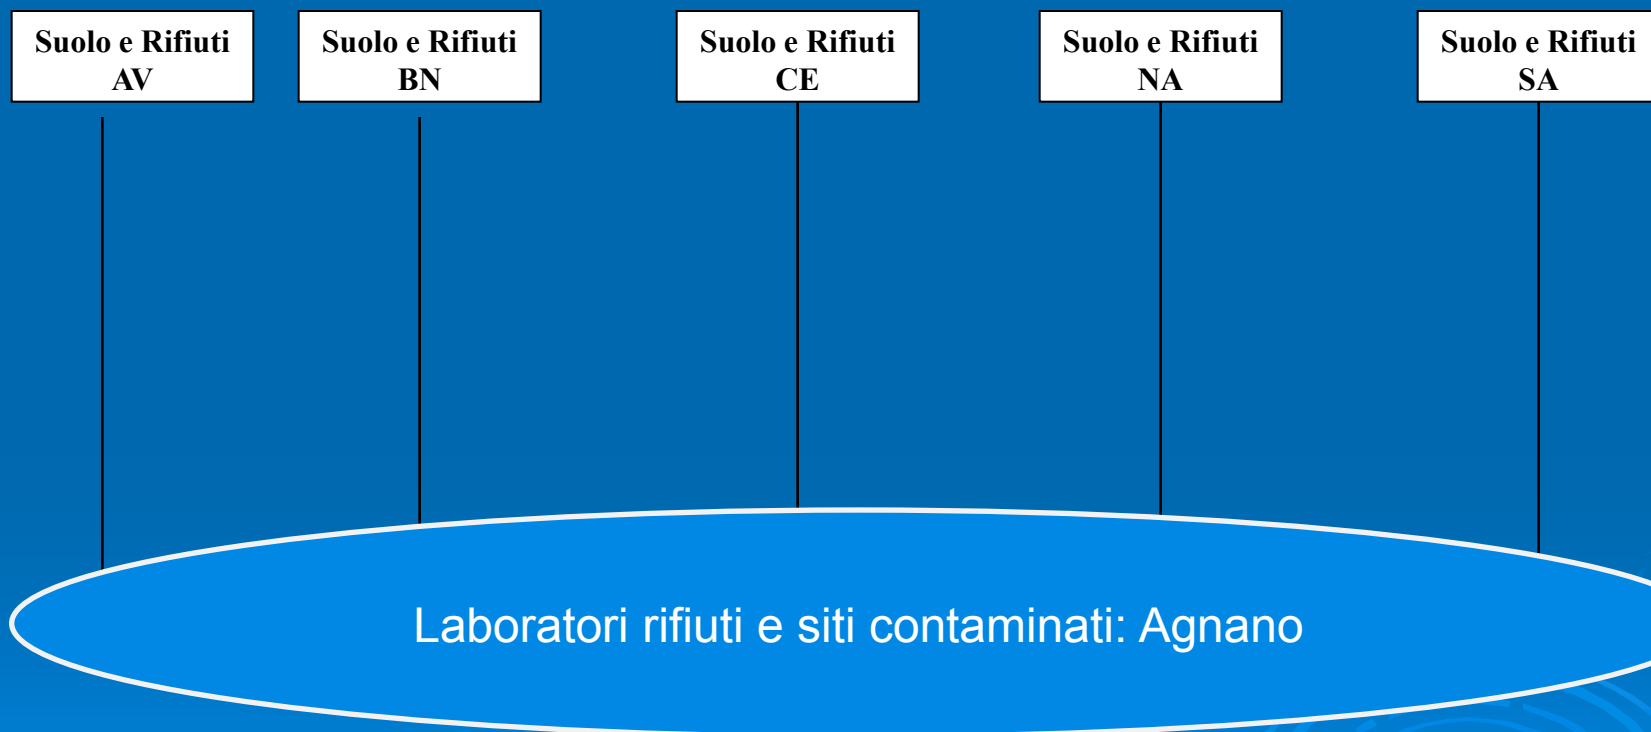 Suolo e Rifiuti
AV
Suolo e Rifiuti
BN
Suolo e Rifiuti
CE
Suolo e Rifiuti
NA
Suolo e Rifiuti
SA
Laboratori rifiuti e siti contaminati: Agnano